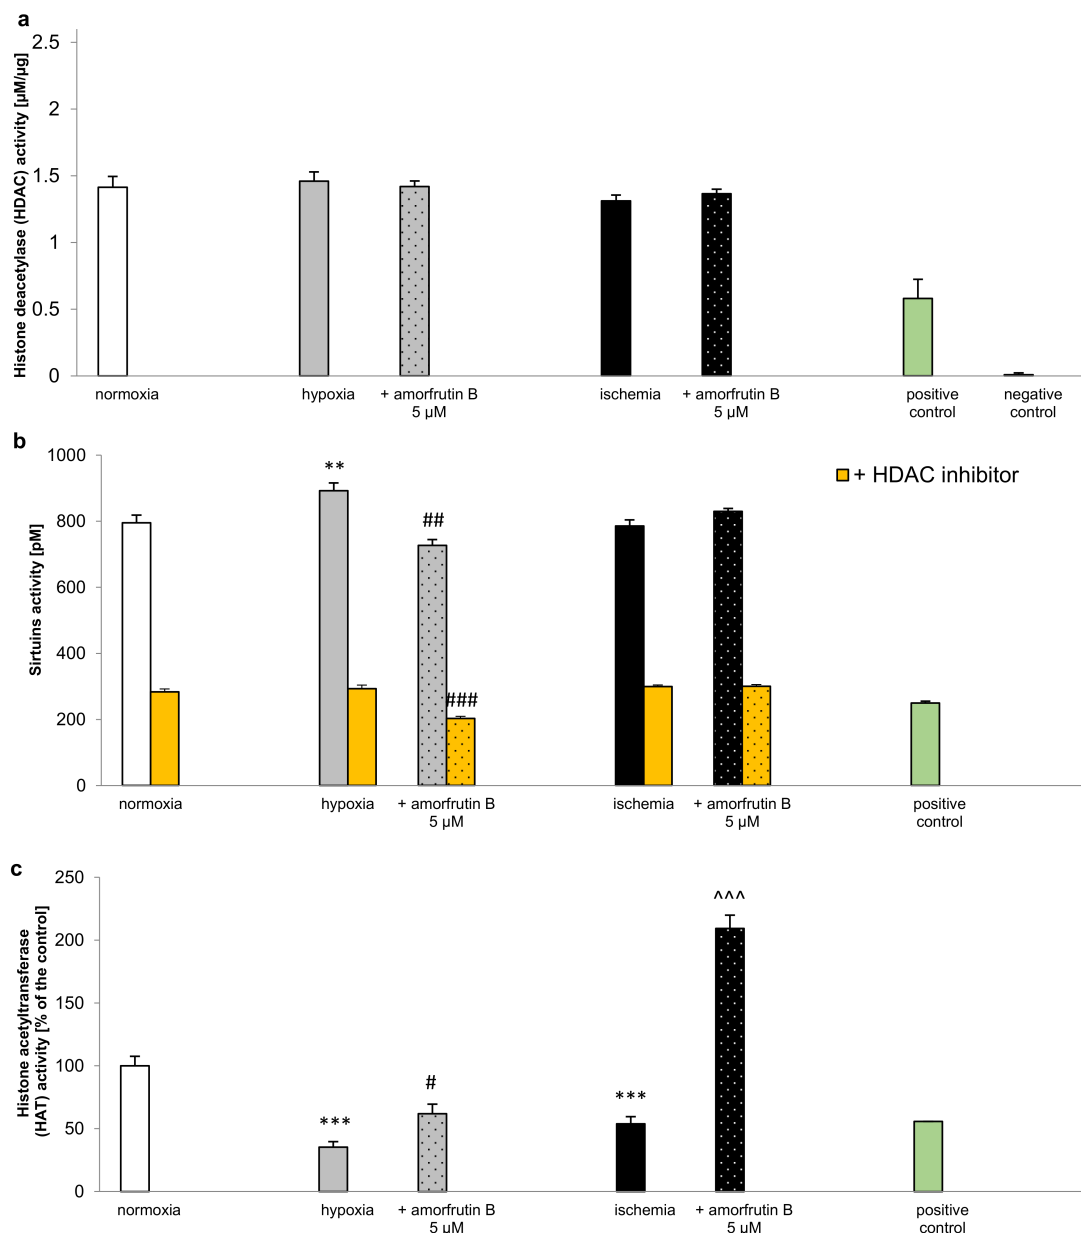 a
Histone deacetylase (HDAC) activity [µM/µg]
2.5
2
1.5
1
0.5
0
normoxia
hypoxia
+ amorfrutin B
5 µM
ischemia
+ amorfrutin B
5 µM
positive
control
negative
control
b
Sirtuins activity [pM]
1000
800
600
400
200
0
**
##
###
+ HDAC inhibitor
normoxia
hypoxia
+ amorfrutin B
5 µM
ischemia
+ amorfrutin B
5 µM
positive
control
c
Histone acetyltransferase
(HAT) activity [% of the control]
250
200
150
100
50
0
***
#
***
^^^
normoxia
hypoxia
+ amorfrutin B
5 µM
ischemia
+ amorfrutin B
5 µM
positive
control